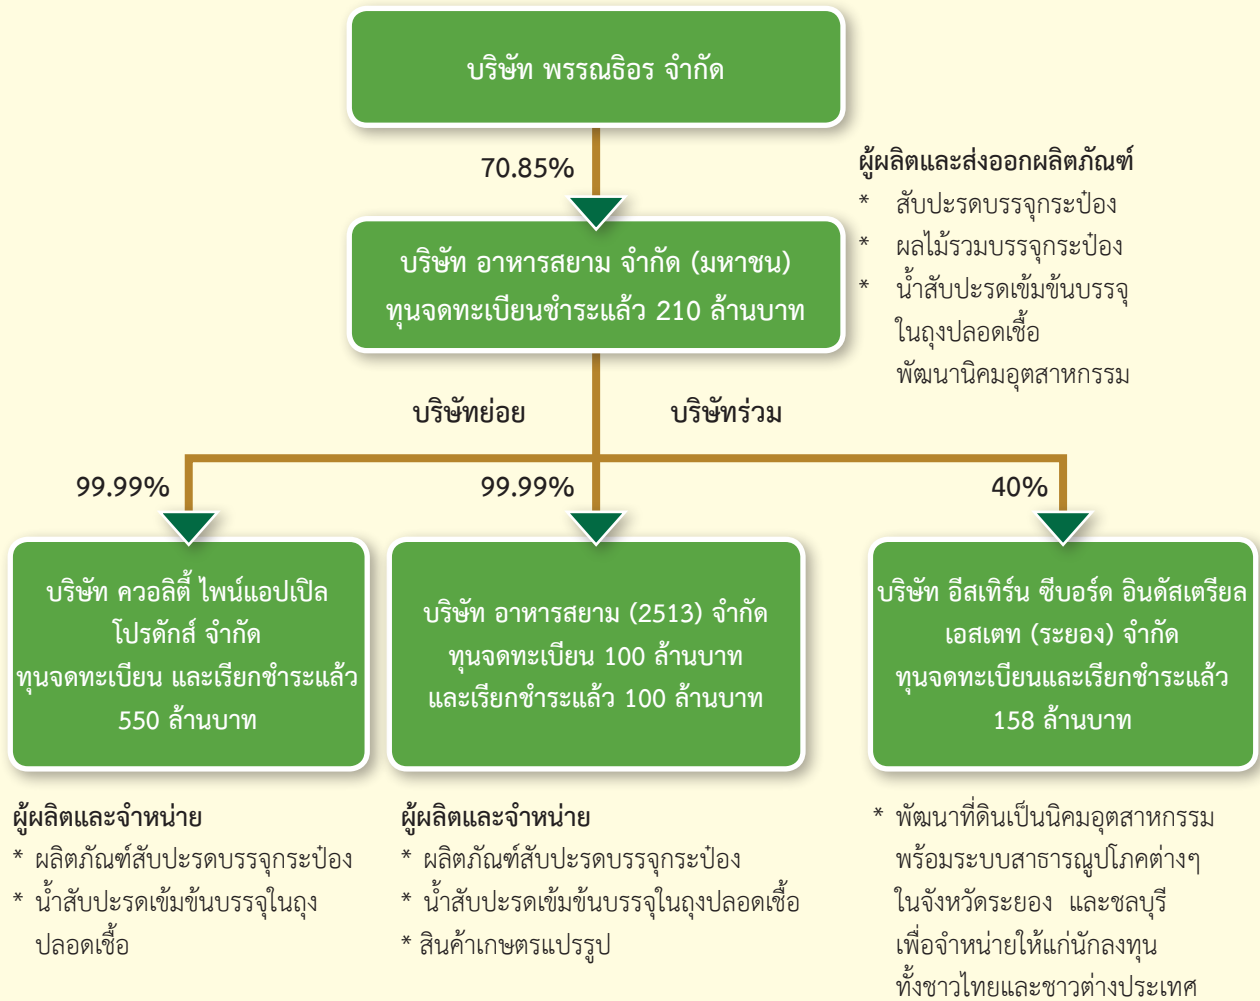 บริษัท พรรณธิอร จำกัด
70.85%
ผู้ผลิตและส่งออกผลิตภัณฑ์
* สับปะรดบรรจุกระป๋อง
* ผลไม้รวมบรรจุกระป๋อง
* น้ำสับปะรดเข้มข้นบรรจุ
ในถุงปลอดเชื้อ
พัฒนานิคมอุตสาหกรรม
บริษัท อาหารสยาม จำกัด (มหาชน)
ทุนจดทะเบียนชำระแล้ว 210 ล้านบาท
บริษัทย่อย
บริษัทร่วม
99.99%
99.99%
40%
บริษัท ควอลิตี้ ไพน์แอปเปิล
โปรดักส์ จำกัด
ทุนจดทะเบียน และเรียกชำระแล้ว
550 ล้านบาท
บริษัท อาหารสยาม (2513) จำกัด
ทุนจดทะเบียน 100 ล้านบาท
และเรียกชำระแล้ว 100 ล้านบาท
บริษัท อีสเทิร์น ซีบอร์ด อินดัสเตรียล
เอสเตท (ระยอง) จำกัด
ทุนจดทะเบียนและเรียกชำระแล้ว
158 ล้านบาท
ผู้ผลิตและจำหน่าย
* ผลิตภัณฑ์สับปะรดบรรจุกระป๋อง
* น้ำสับปะรดเข้มข้นบรรจุในถุง
ปลอดเชื้อ
ผู้ผลิตและจำหน่าย
* ผลิตภัณฑ์สับปะรดบรรจุกระป๋อง
* น้ำสับปะรดเข้มข้นบรรจุในถุงปลอดเชื้อ
* สินค้าเกษตรแปรรูป
* พัฒนาที่ดินเป็นนิคมอุตสาหกรรม
พร้อมระบบสาธารณูปโภคต่างๆ
ในจังหวัดระยอง และชลบุรี
เพื่อจำหน่ายให้แก่นักลงทุน
ทั้งชาวไทยและชาวต่างประเทศ